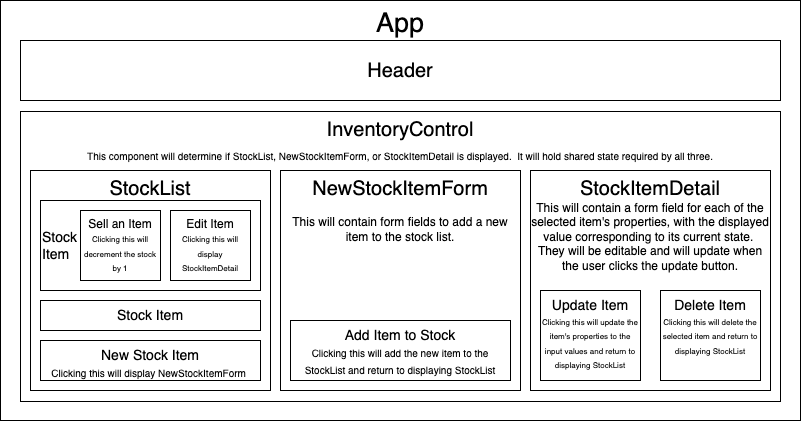 App
Header
InventoryControl
This component will determine if StockList, NewStockItemForm, or StockItemDetail is displayed. It will hold shared state required by all three.
StockList
Stock
Item
Sell an Item
Clicking this will
decrement the stock
by 1
Edit Item
Clicking this will
display
StockItemDetail
Stock Item
New Stock Item
Clicking this will display NewStockItemForm
NewStockItemForm
This will contain form fields to add a new
item to the stock list.
Add Item to Stock
Clicking this will add the new item to the
StockList and return to displaying StockList
StockItemDetail
This will contain a form field for each of the
selected item's properties, with the displayed
value corresponding to its current state.
They will be editable and will update when
the user clicks the update button.
Update Item
Clicking this will update the
item's properties to the
input values and return to
displaying StockList
Delete Item
Clicking this will delete the
selected item and return to
displaying StockList